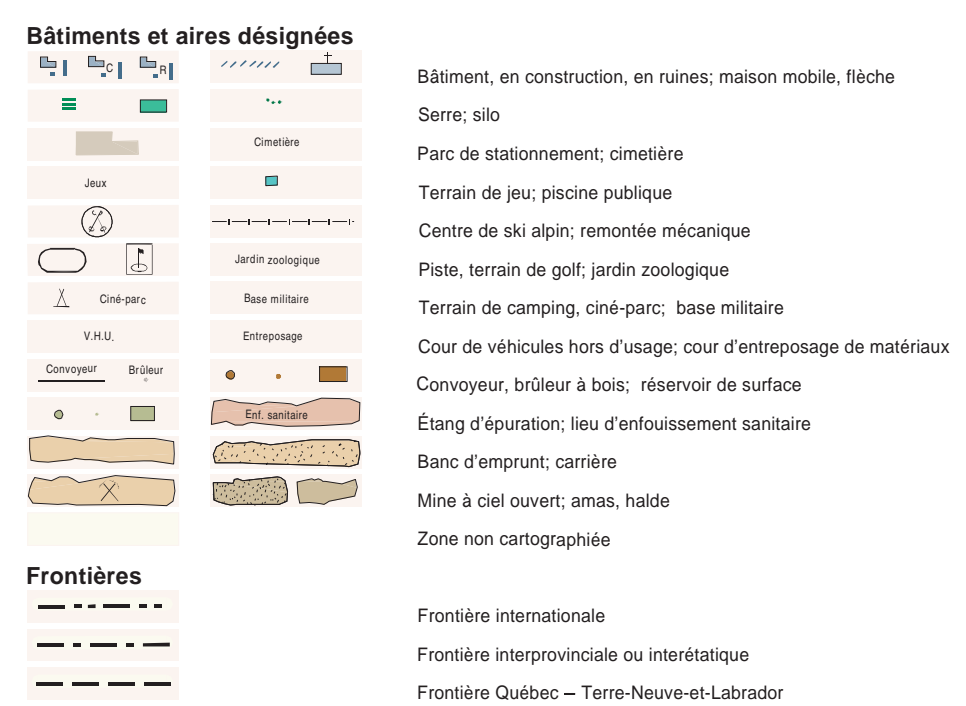 Bâtiments et aires désignées
C R Bâtiment, en construction, en ruines; maison mobile, flèche
Serre; silo
Cimetière Parc de stationnement; cimetière
Jeux Terrain de jeu; piscine publique
Centre de ski alpin; remontée mécanique
Jardin zoologique Piste, terrain de golf; jardin zoologique
Ciné-parc Base militaire Terrain de camping, ciné-parc; base militaire
V.H.U. Entreposage Cour de véhicules hors d'usage; cour d'entreposage de matériaux
Convoyeur Brûleur Convoyeur, brûleur à bois; réservoir de surface
Enf. sanitaire Étang d'épuration; lieu d'enfouissement sanitaire
Banc d'emprunt; carrière
Mine à ciel ouvert; amas, halde
Zone non cartographiée
Frontières
Frontière internationale
Frontière interprovinciale ou interétatique
Frontière Québec – Terre-Neuve-et-Labrador